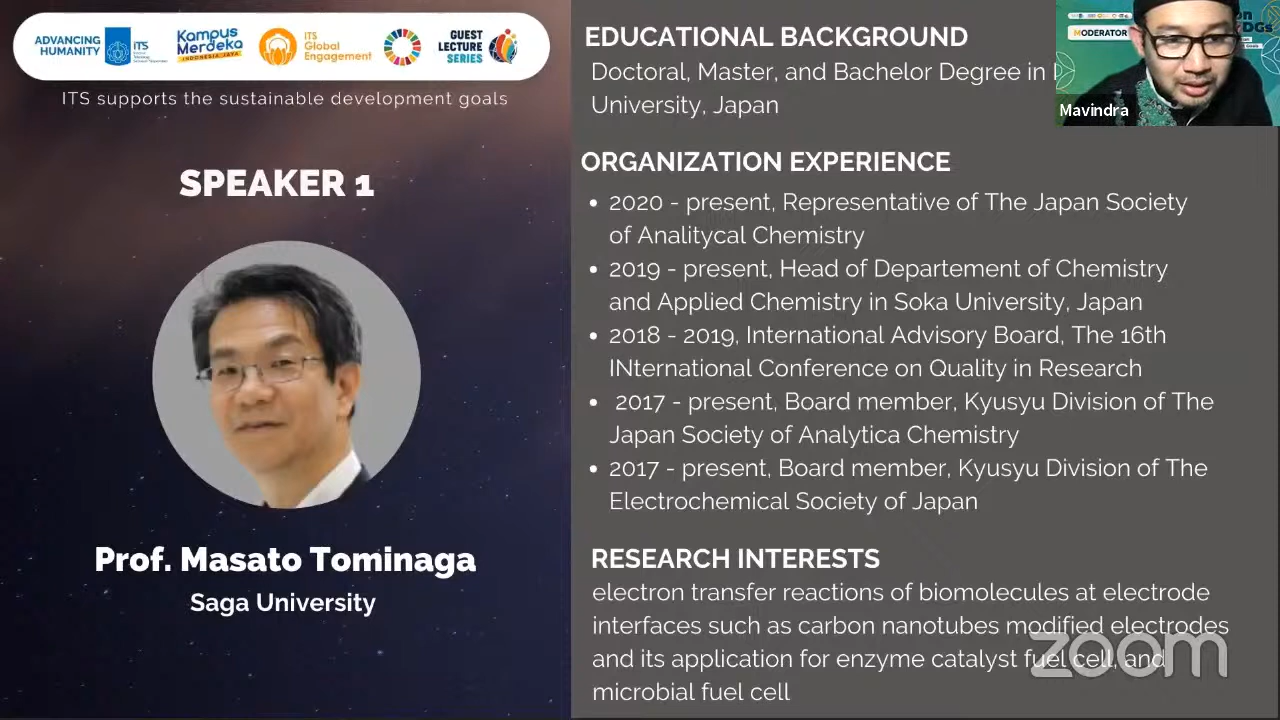 ADVANCING
HUMANITY
ITS
Kampus
Merdeka
INDONESIA JAYA
ITS
Global
Engagement
GUEST
LECTURE
SERIES
ITS supports the sustainable development goals
SPEAKER 1
Prof. Masato Tominaga
Saga University
EDUCATIONAL BACKGROUND
Doctoral, Master, and Bachelor Degree in
University, Japan
ORGANIZATION EXPERIENCE
• 2020 - present, Representative of The Japan Society
of Analitycal Chemistry
• 2019 - present, Head of Departement of Chemistry
and Applied Chemistry in Soka University, Japan
• 2018 - 2019, International Advisory Board, The 16th
INternational Conference on Quality in Research
• 2017 - present, Board member, Kyusyu Division of The
Japan Society of Analytica Chemistry
• 2017 - present, Board member, Kyusyu Division of The
Electrochemical Society of Japan
RESEARCH INTERESTS
electron transfer reactions of biomolecules at electrode
interfaces such as carbon nanotubes modified electrodes
and its application for enzyme catalyst fuel cell, and
microbial fuel cell
MODERATOR
DGs
Mavindra
zoom